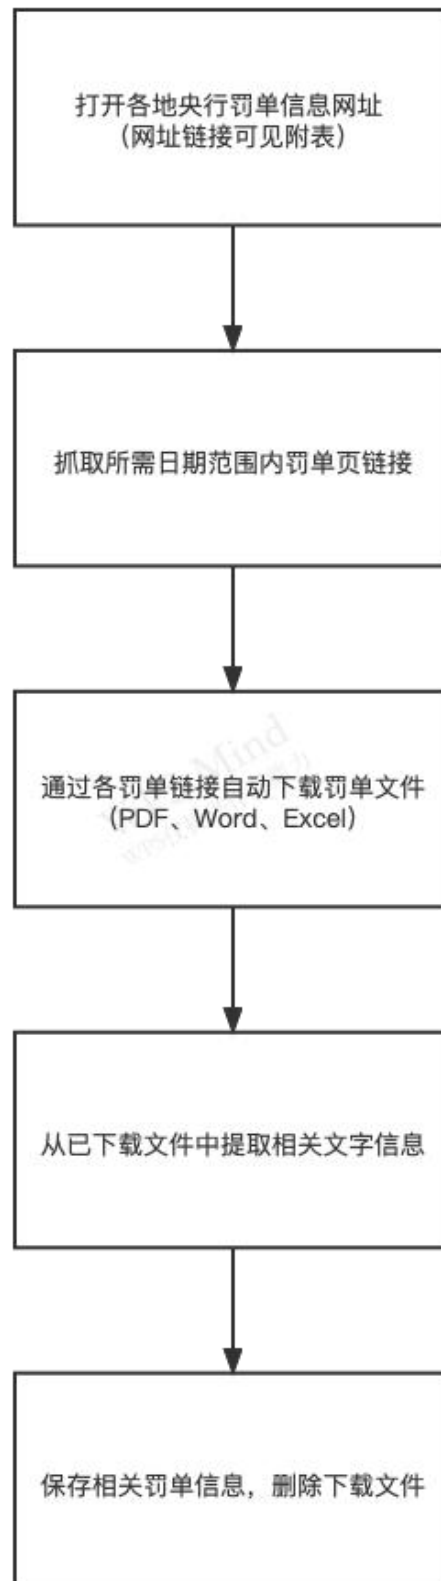 打开各地央行罚单信息网址
（网址链接可见附表）
抓取所需日期范围内罚单页链接
通过各罚单链接自动下载罚单文件
（PDF、Word、Excel）
从已下载文件中提取相关文字信息
保存相关罚单信息，删除下载文件